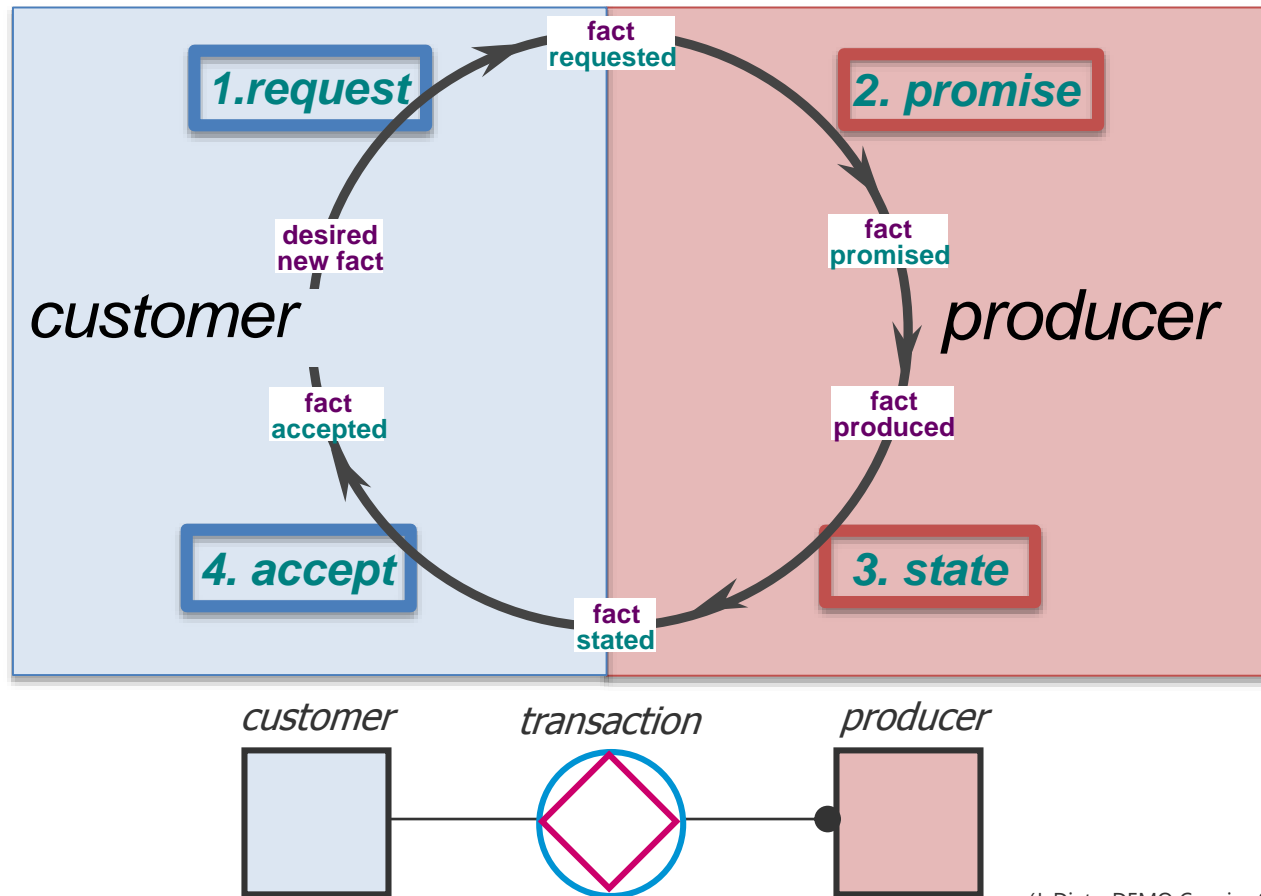 fact
requested
1.request
2. promise
desired
new fact
fact
promised
customer
producer
fact
accepted
fact
produced
4. accept
3. state
fact
stated
customer
transaction
producer